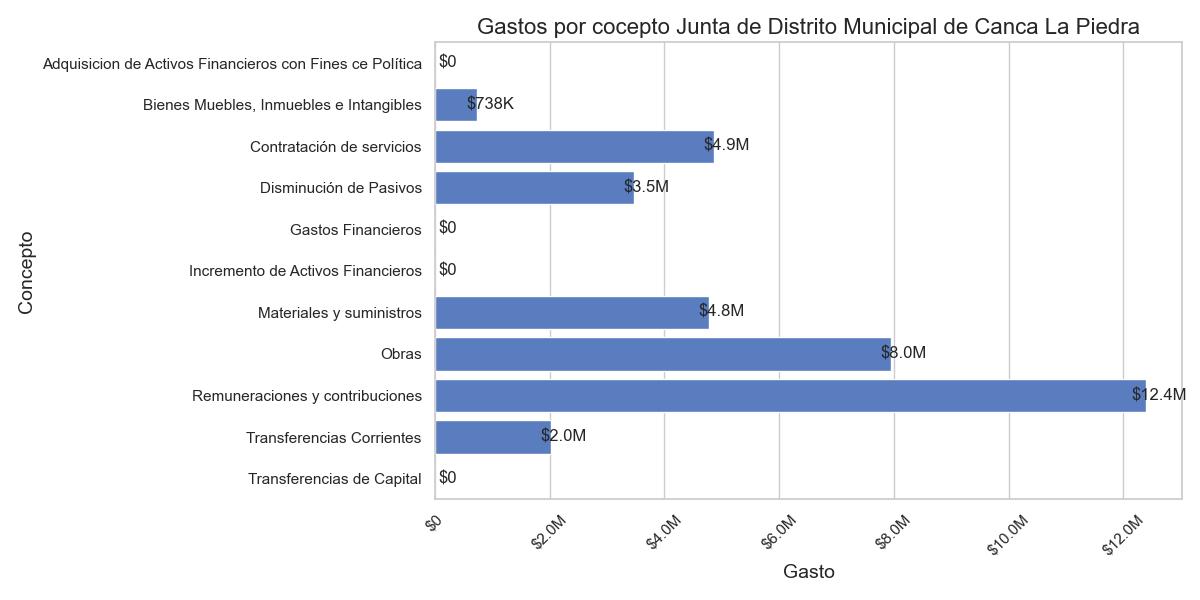 Gastos por cocepto Junta de Distrito Municipal de Canca La Piedra
Concepto
Adquisicion de Activos Financieros con Fines ce Política $0
Bienes Muebles, Inmuebles e Intangibles $738K
Contratación de servicios $4.9M
Disminución de Pasivos $3.5M
Gastos Financieros $0
Incremento de Activos Financieros $0
Materiales y suministros $4.8M
Obras $8.0M
Remuneraciones y contribuciones $12.4M
Transferencias Corrientes $2.0M
Transferencias de Capital $0
$0 $2.0M $4.0M $6.0M $8.0M $10.0M $12.0M
Gasto